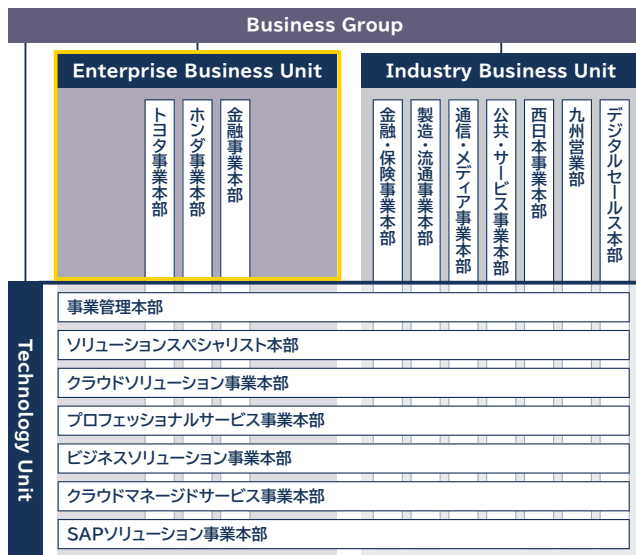 Business Group
Enterprise Business Unit
トヨタ事業本部
ホンダ事業本部
金融事業本部
Industry Business Unit
金融・保険事業本部
製造・流通事業本部
通信・メディア事業本部
公共・サービス事業本部
西日本事業本部
九州営業部
デジタルセールス本部
Technology Unit
事業管理本部
ソリューションスペシャリスト本部
クラウドソリューション事業本部
プロフェッショナルサービス事業本部
ビジネスソリューション事業本部
クラウドマネージドサービス事業本部
SAPソリューション事業本部